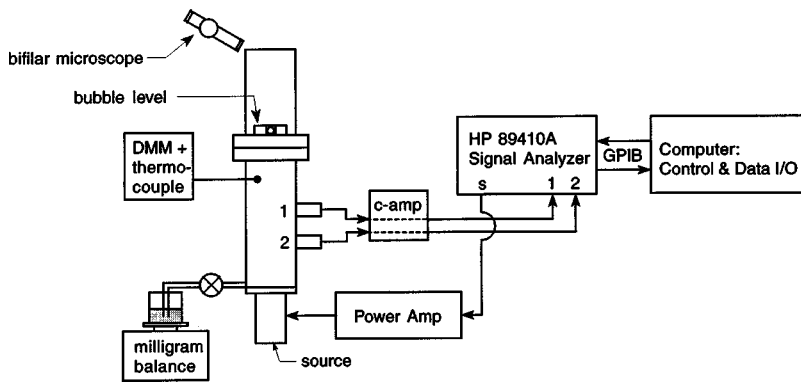 bifilar microscope
bubble level
DMM +
thermo-
couple
1
2
c-amp
HP 89410A
Signal Analyzer
s 1 2
GPIB
Computer:
Control & Data I/O
Power Amp
milligram
balance
source